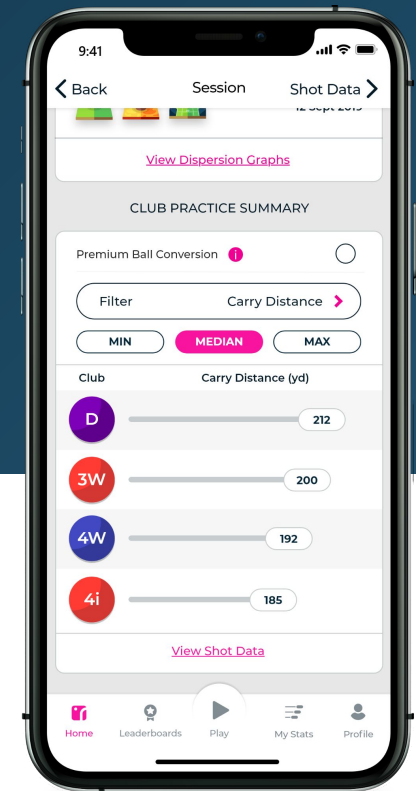 9:41
Back Session Shot Data
12 Sept 2019
View Dispersion Graphs
CLUB PRACTICE SUMMARY
Premium Ball Conversion i
Filter Carry Distance
MIN MEDIAN MAX
Club Carry Distance (yd)
D 212
3W 200
4W 192
4i 185
View Shot Data
Home Leaderboards Play My Stats Profile